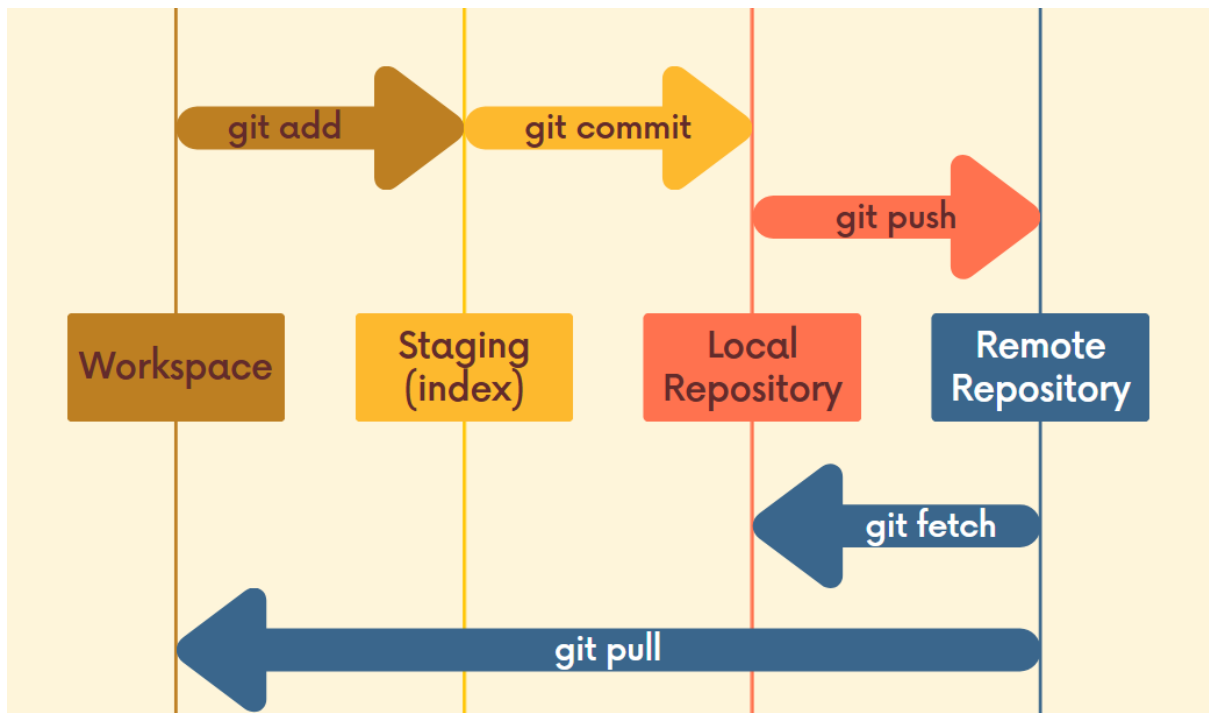 git add
git commit
git push
Workspace
Staging
(index)
Local
Repository
Remote
Repository
git fetch
git pull